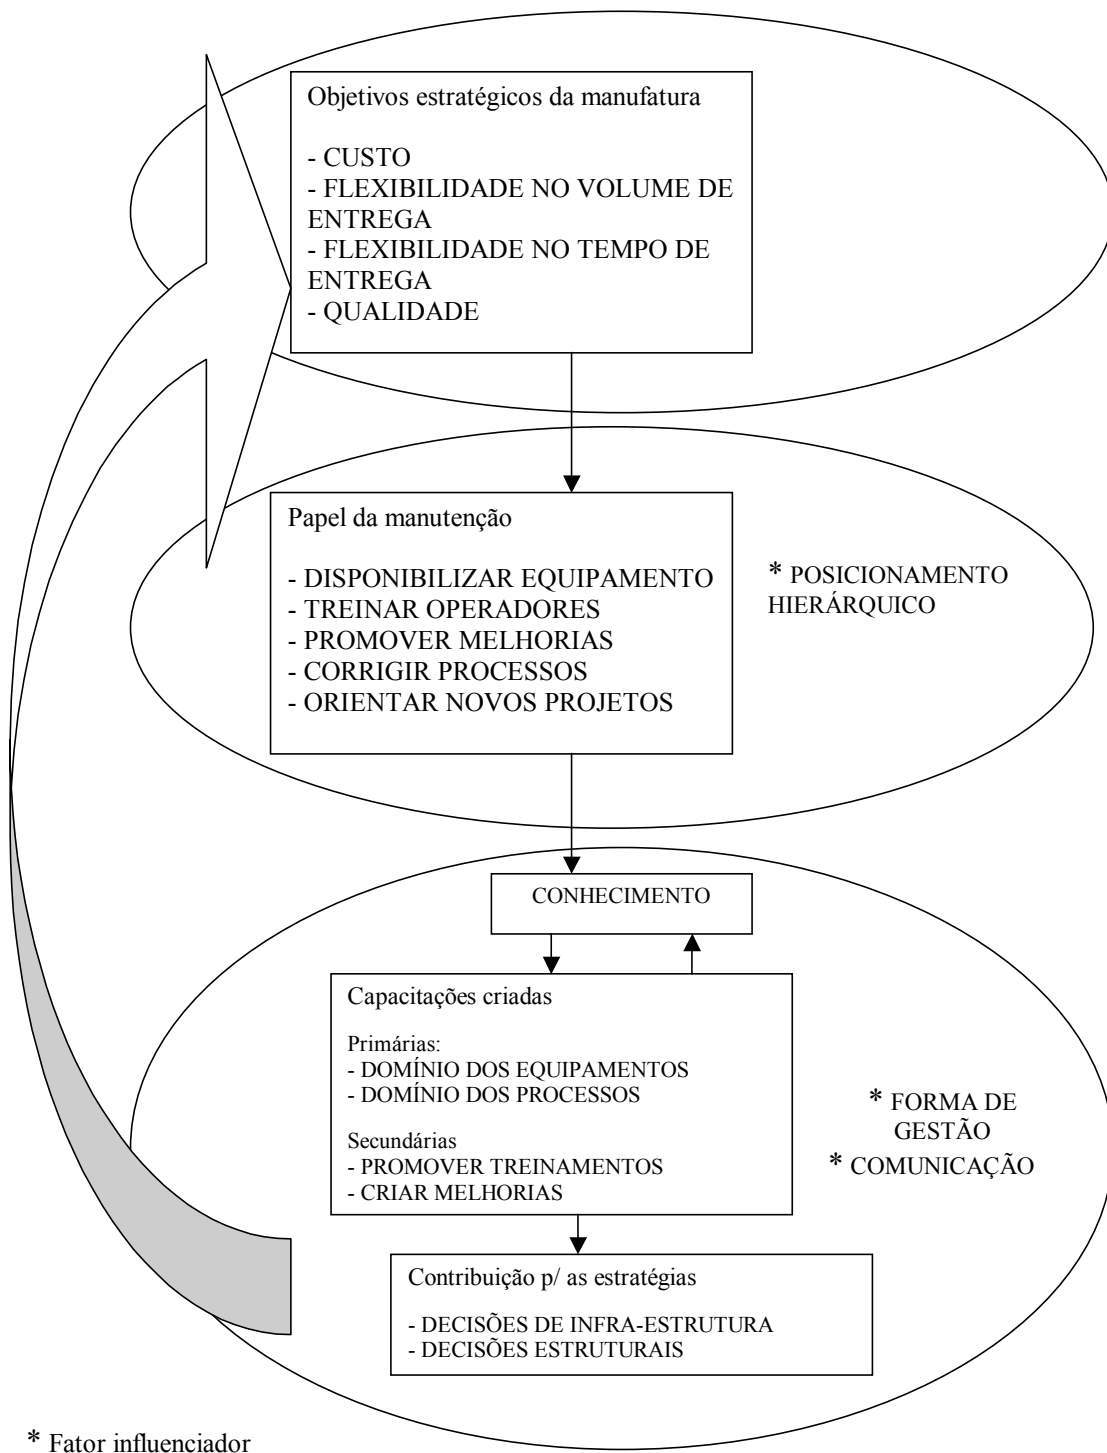 Objetivos estratégicos da manufatura
- CUSTO
- FLEXIBILIDADE NO VOLUME DE
ENTREGA
- FLEXIBILIDADE NO TEMPO DE
ENTREGA
- QUALIDADE
Papel da manutenção
- DISPONIBILIZAR EQUIPAMENTO
- TREINAR OPERADORES
- PROMOVER MELHORIAS
- CORRIGIR PROCESSOS
- ORIENTAR NOVOS PROJETOS
* POSICIONAMENTO
HIERÁRQUICO
CONHECIMENTO
Capacitações criadas
Primárias:
- DOMÍNIO DOS EQUIPAMENTOS
- DOMÍNIO DOS PROCESSOS
Secundárias
- PROMOVER TREINAMENTOS
- CRIAR MELHORIAS
* FORMA DE
GESTÃO
* COMUNICAÇÃO
Contribuição p/ as estratégias
- DECISÕES DE INFRA-ESTRUTURA
- DECISÕES ESTRUTURAIS
* Fator influenciador